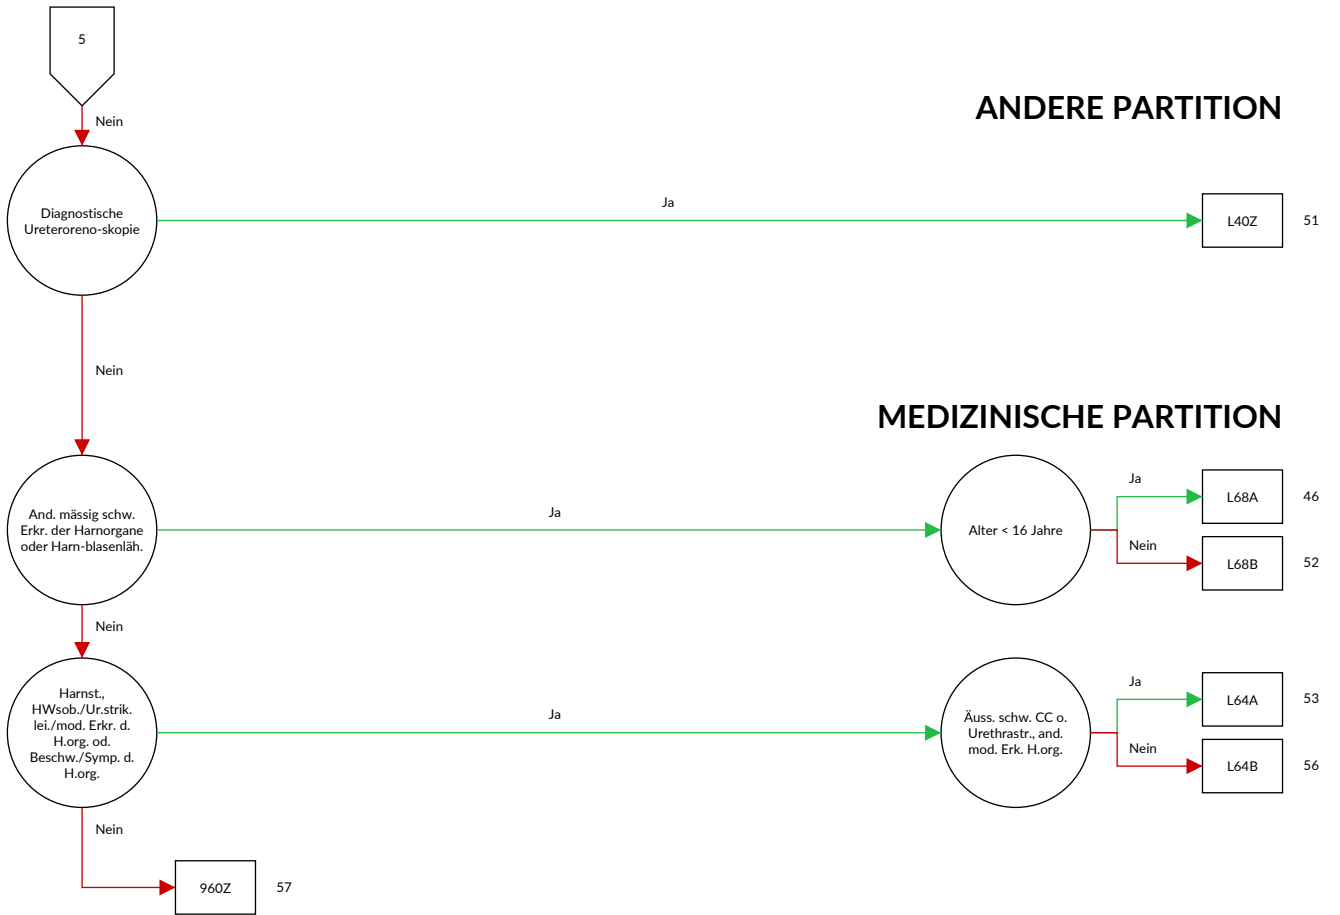 5
Nein
ANDERE PARTITION
Diagnostische
Ureteroreno-skopie
Ja
L40Z
51
Nein
MEDIZINISCHE PARTITION
And. mässig schw.
Erkr. der Harnorgane
oder Harn-blasenläh.
Ja
Alter < 16 Jahre
Ja
L68A
46
Nein
L68B
52
Nein
Harnst.,
HWsob./Ur.strik.
lei./mod. Erkr. d.
H.org. od.
Beschw./Symp. d.
H.org.
Ja
Äuss. schw. CC o.
Urethrastr., and.
mod. Erk. H.org.
Ja
L64A
53
Nein
L64B
56
Nein
960Z
57